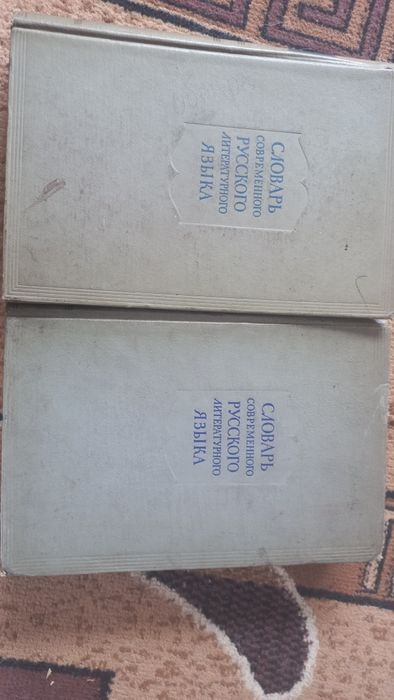 СЛОВАРЬ
СОВРЕМЕННОГО
РУССКОГО
ЛИТЕРАТУРНОГО
ЯЗЫКА
СЛОВАРЬ
СОВРЕМЕННОГО
РУССКОГО
ЛИТЕРАТУРНОГО
ЯЗЫКА